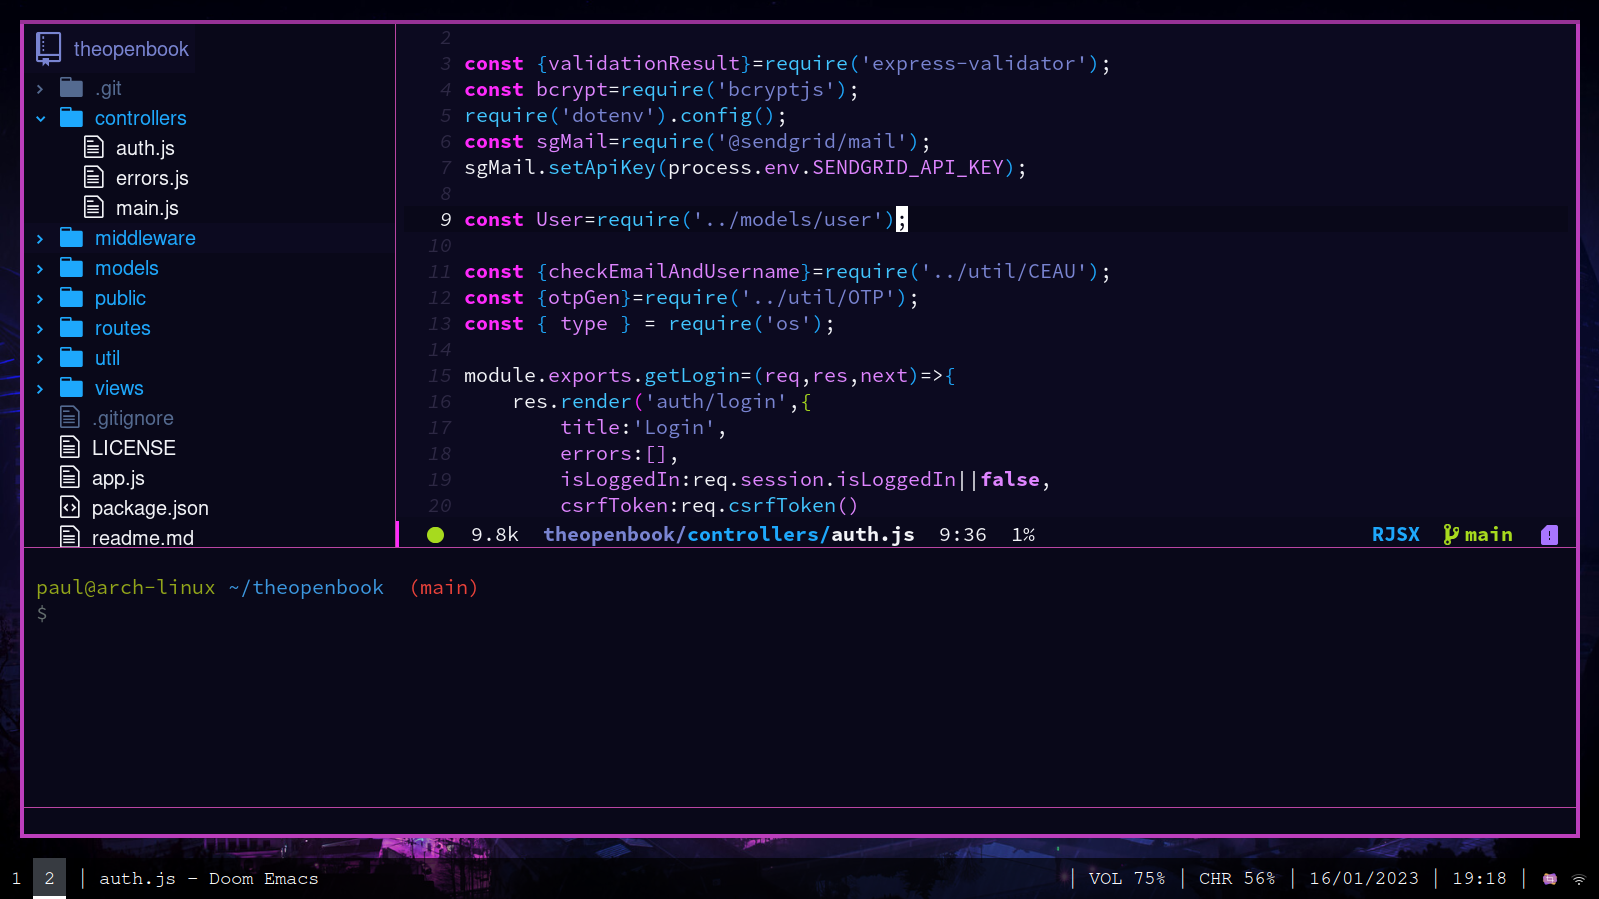 theopenbook
.git
controllers
auth.js
errors.js
main.js
middleware
models
public
routes
util
views
.gitignore
LICENSE
app.js
package.json
readme.md
2
3 const {validationResult}=require('express-validator');
4 const bcrypt=require('bcryptjs');
5 require('dotenv').config();
6 const sgMail=require('@sendgrid/mail');
7 sgMail.setApiKey(process.env.SENDGRID_API_KEY);
8
9 const User=require('../models/user');
10
11 const {checkEmailAndUsername}=require('../util/CEAU');
12 const {otpGen}=require('../util/OTP');
13 const { type } = require('os');
14
15 module.exports.getLogin=(req,res,next)=>{
16     res.render('auth/login',{
17         title:'Login',
18         errors:[],
19         isLoggedIn:req.session.isLoggedIn||false,
20         csrfToken:req.csrfToken()
9.8k theopenbook/controllers/auth.js 9:36 1% RJSX main
paul@arch-linux ~/theopenbook (main)
$
1 2 | auth.js - Doom Emacs | VOL 75% | CHR 56% | 16/01/2023 | 19:18 |